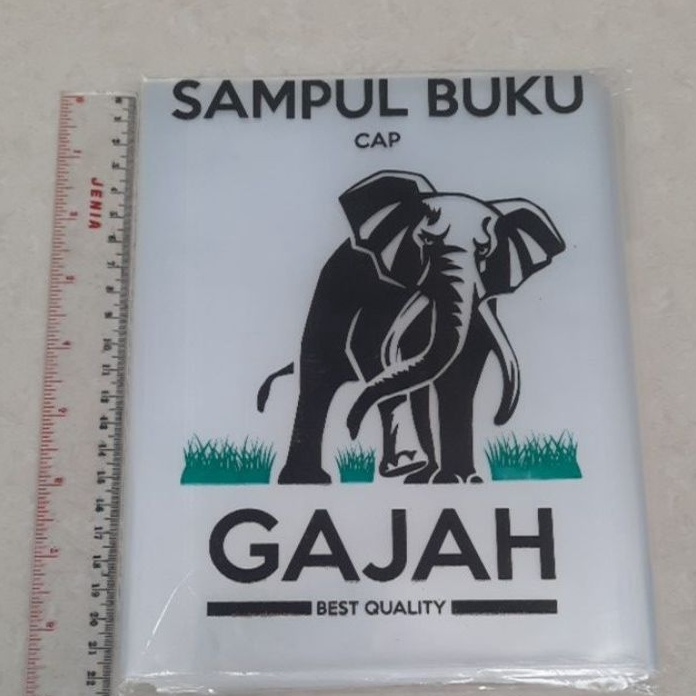 SAMPUL BUKU
CAP
GAJAH
BEST QUALITY
JENIA